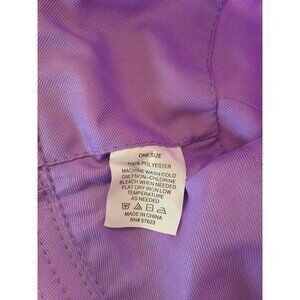 ONE SIZE
100% POLYESTER
MACHINE WASH COLD
ONLY NON-CHLORINE
BLEACH WHEN NEEDED
FLAT DRY IRON LOW
TEMPERATURE
AS NEEDED
MADE IN CHINA
RN# 57623